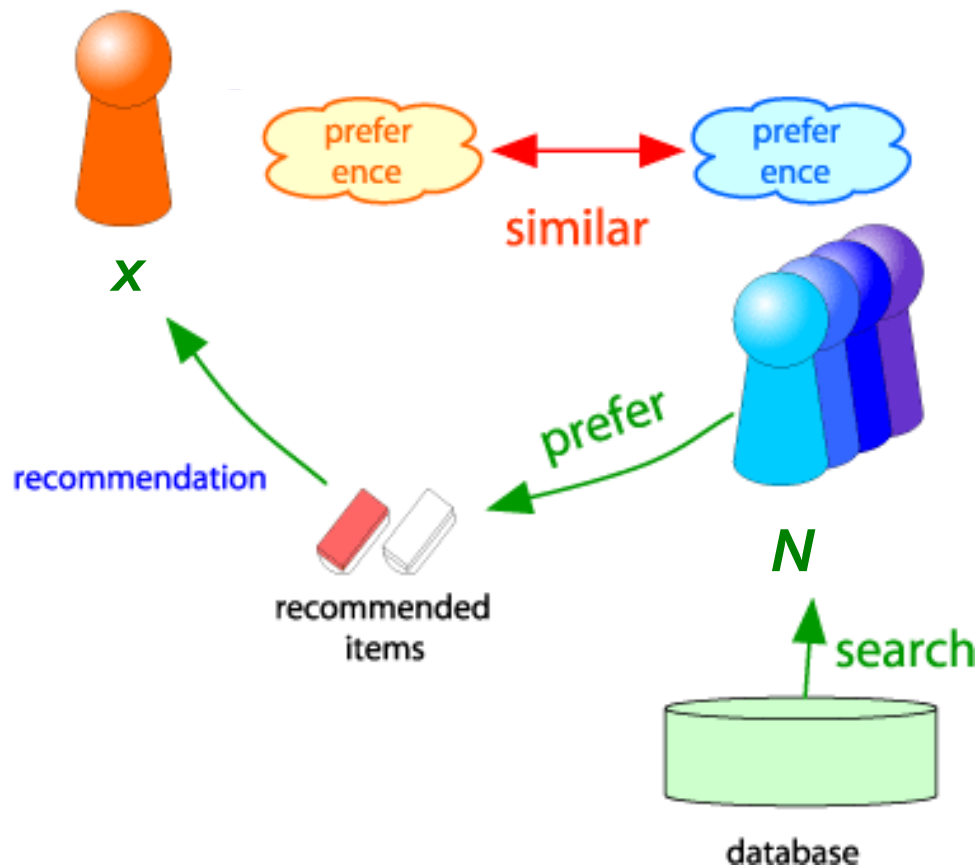 prefer
ence
prefer
ence
similar
x
prefer
recommendation
N
recommended
items
search
database